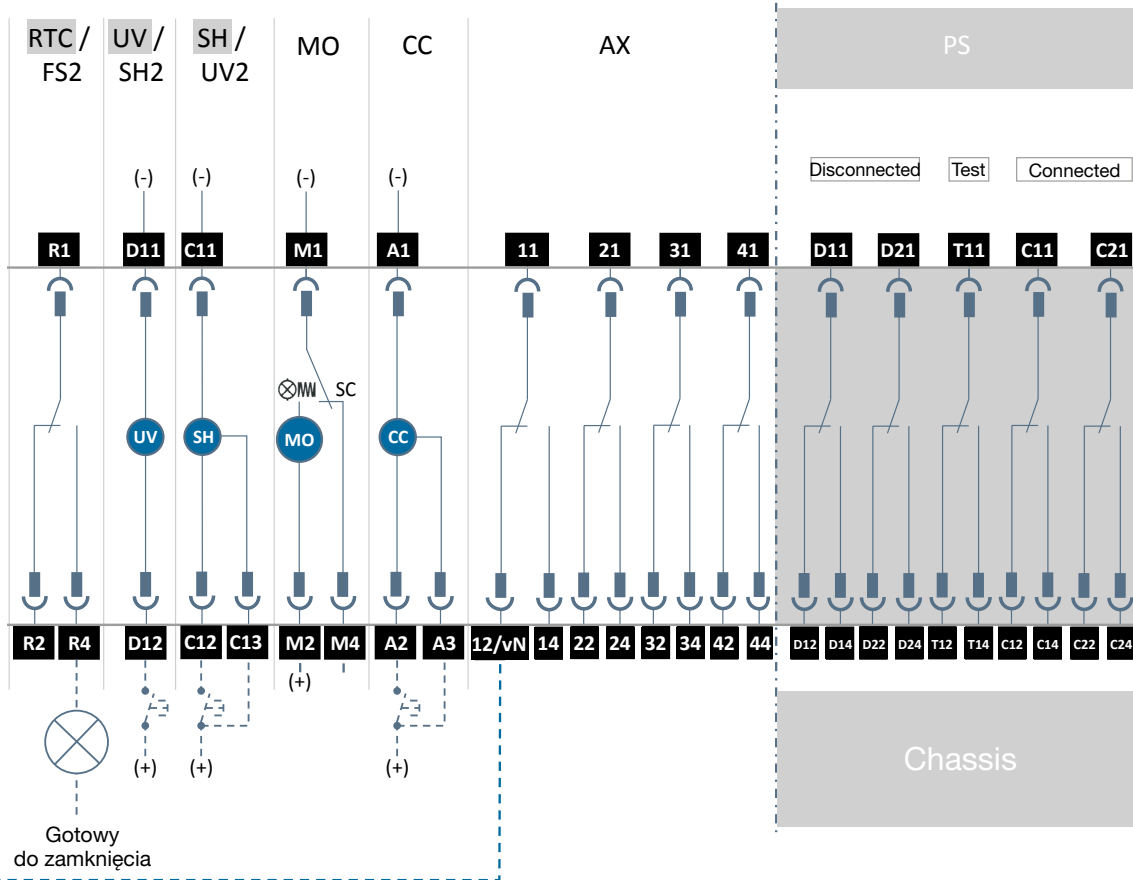 RTC / FS2
UV / SH2
SH / UV2
MO
CC
AX
PS
Disconnected
Test
Connected
(-)
(-)
(-)
(-)
R1
D11
C11
M1
A1
11
21
31
41
D11
D21
T11
C11
C21
SC
UV
SH
MO
CC
R2
R4
D12
C12
C13
M2
M4
A2
A3
12/vN
14
22
24
32
34
42
44
D12
D14
D22
D24
T12
T14
C12
C14
C22
C24
(+)
(+)
(+)
(+)
Chassis
Gotowy
do zamknięcia